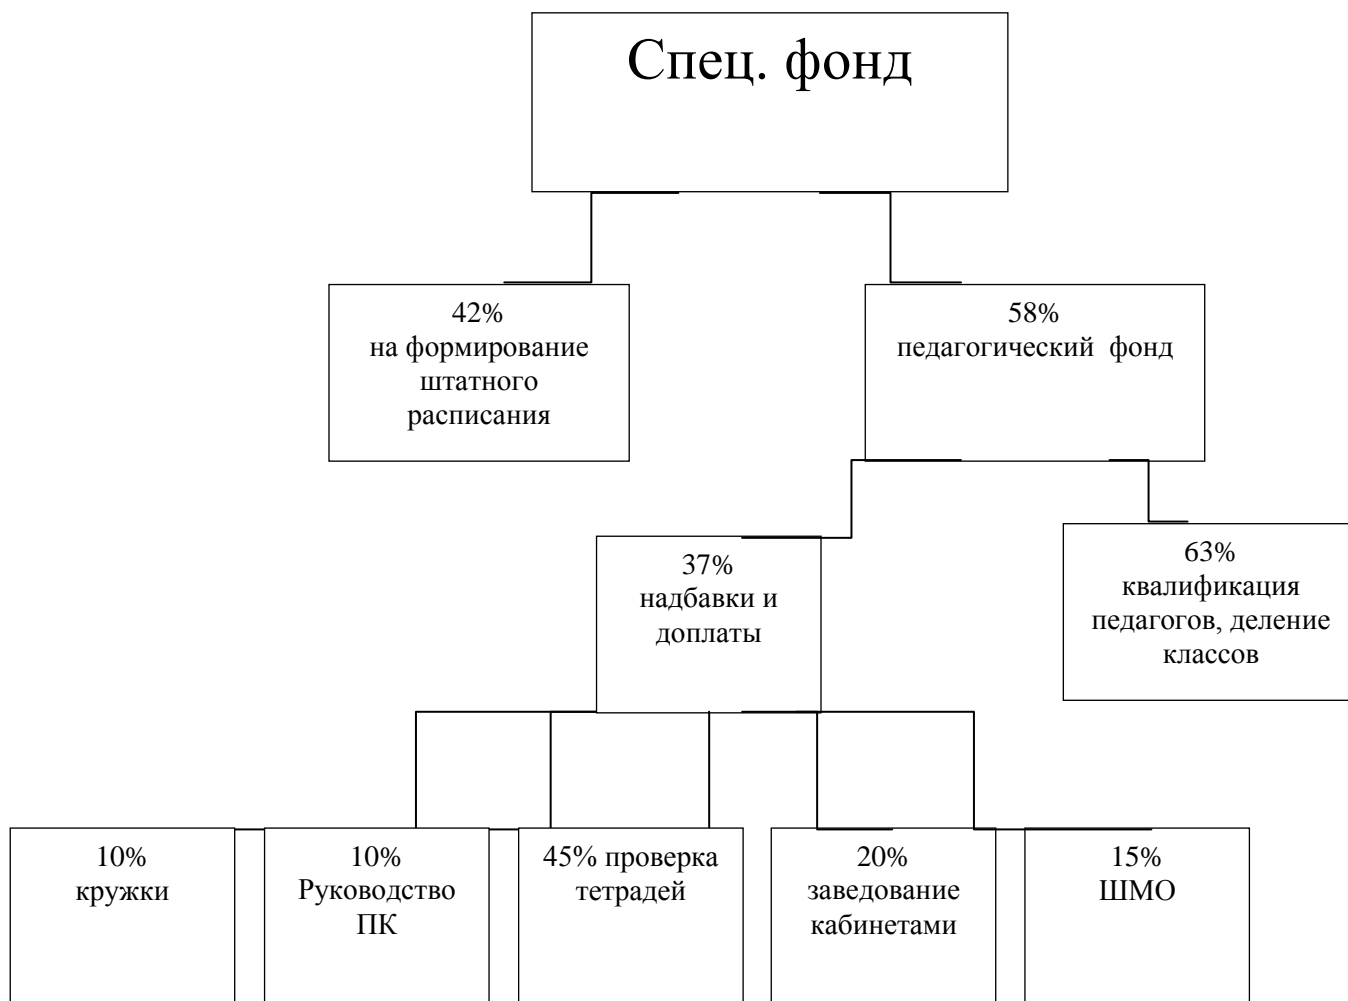 Спец. фонд
42%
на формирование
штатного
расписания
58%
педагогический фонд
37%
надбавки и
доплаты
63%
квалификация
педагогов, деление
классов
10%
кружки
10%
Руководство
ПК
45% проверка
тетрадей
20%
заведование
кабинетами
15%
ШМО